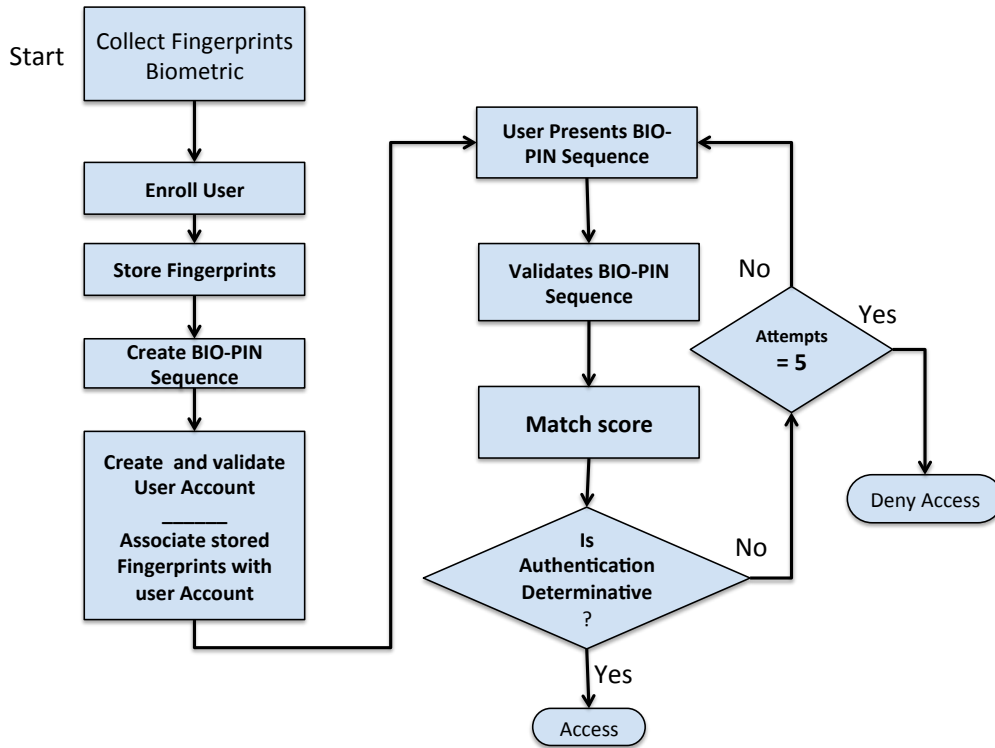 Start
Collect Fingerprints
Biometric
Enroll User
Store Fingerprints
Create BIO-PIN
Sequence
Create and validate
User Account
______
Associate stored
Fingerprints with
user Account
User Presents BIO-
PIN Sequence
Validates BIO-PIN
Sequence
Match score
Is
Authentication
Determinative
?
Yes
Access
No
Attempts
= 5
No
Yes
Deny Access